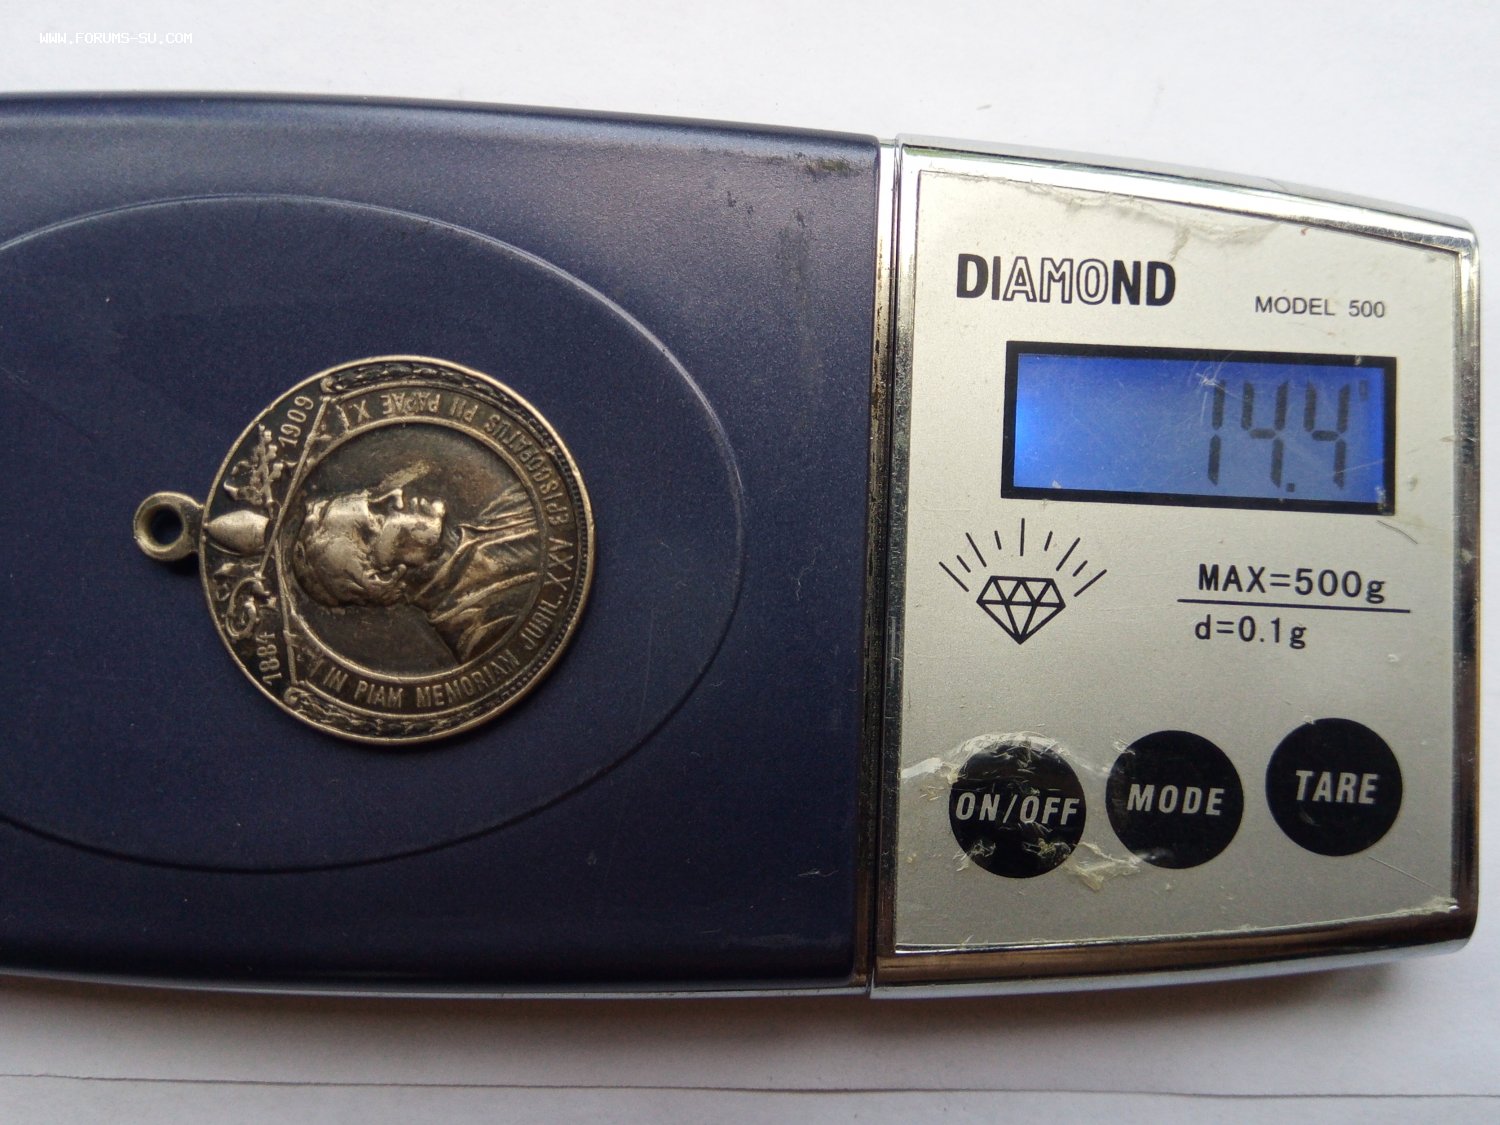 WWW.FORUMS-SU.COM
DIAMOND
MODEL 500
14.4
MAX=500g
d=0.1g
ON/OFF
MODE
TARE
1884
1909
IN PIAM MEMORIAN JUBIL. XXV A EPISCOPATUS PII PAPAE X